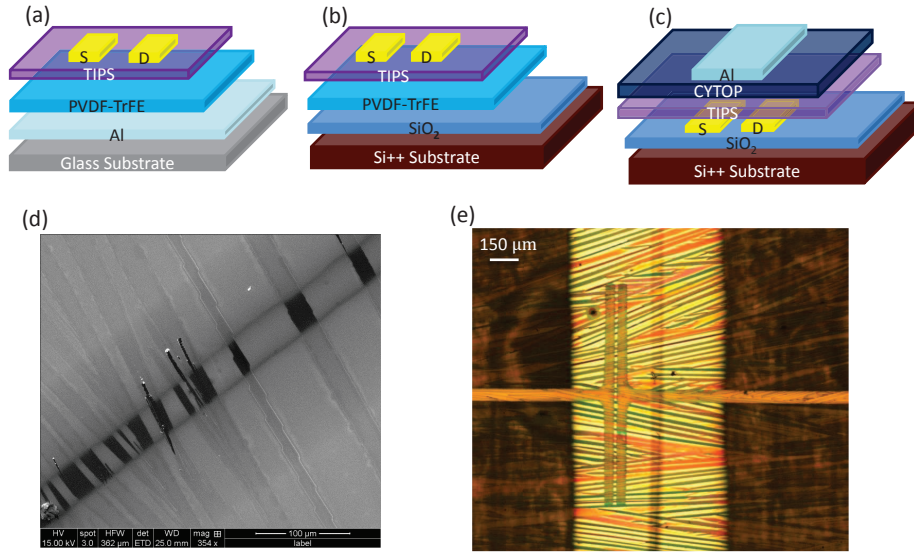 (a)
S D
TIPS
PVDF-TrFE
Al
Glass Substrate
(b)
S D
TIPS
PVDF-TrFE
SiO2
Si++ Substrate
(c)
Al
CYTOP
TIPS
S D
SiO2
Si++ Substrate
(d)
HV spot HFW det WD mag ⊞ 100 µm
15.00 kV 3.0 362 µm ETD 25.0 mm 354 x label
(e)
150 µm